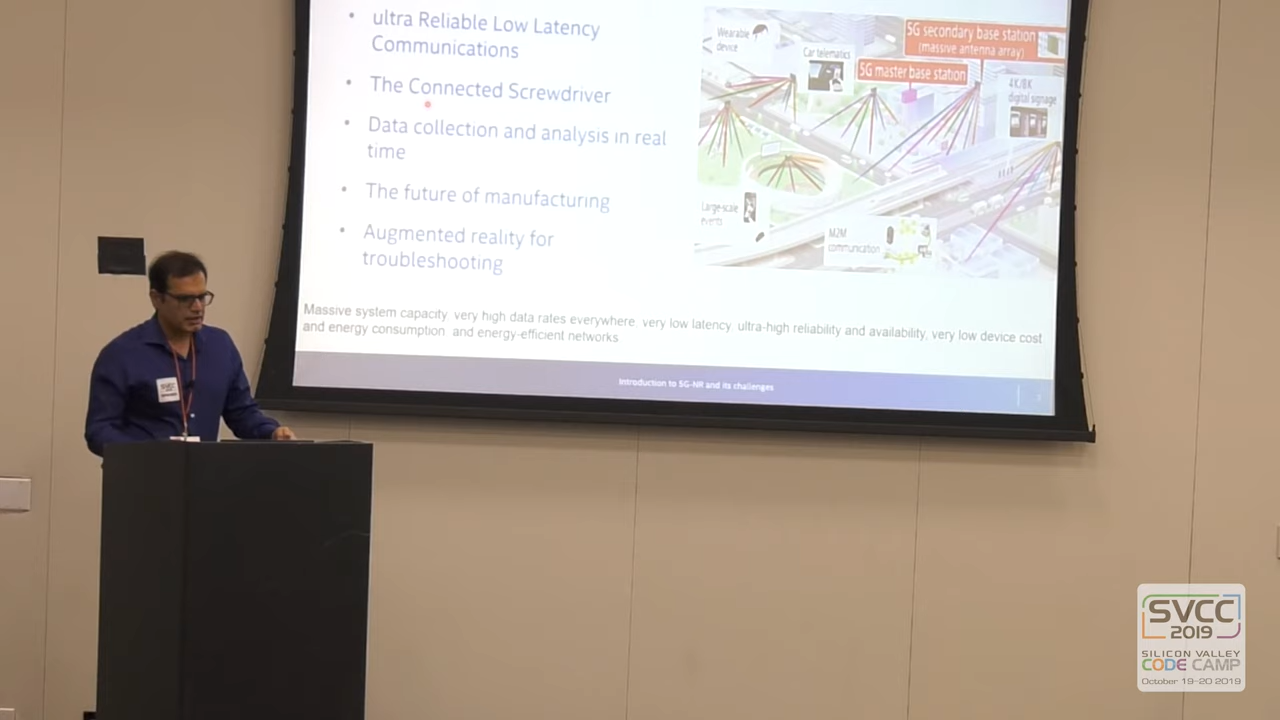 ultra Reliable Low Latency
Communications
The Connected Screwdriver
Data collection and analysis in real
time
The future of manufacturing
Augmented reality for
troubleshooting
Wearable
device
Car telematics
5G secondary base station
(massive antenna array)
5G master base station
4K/8K
digital signage
Large-scale
events
M2M
communication
Massive system capacity very high data rates everywhere very low latency ultra-high reliability and availability, very low device cost
and energy consumption and energy-efficient networks
Introduction to 5G-NR and its challenges
SVCC
SVCC
2019
SILICON VALLEY
CODE CAMP
October 19-20 2019